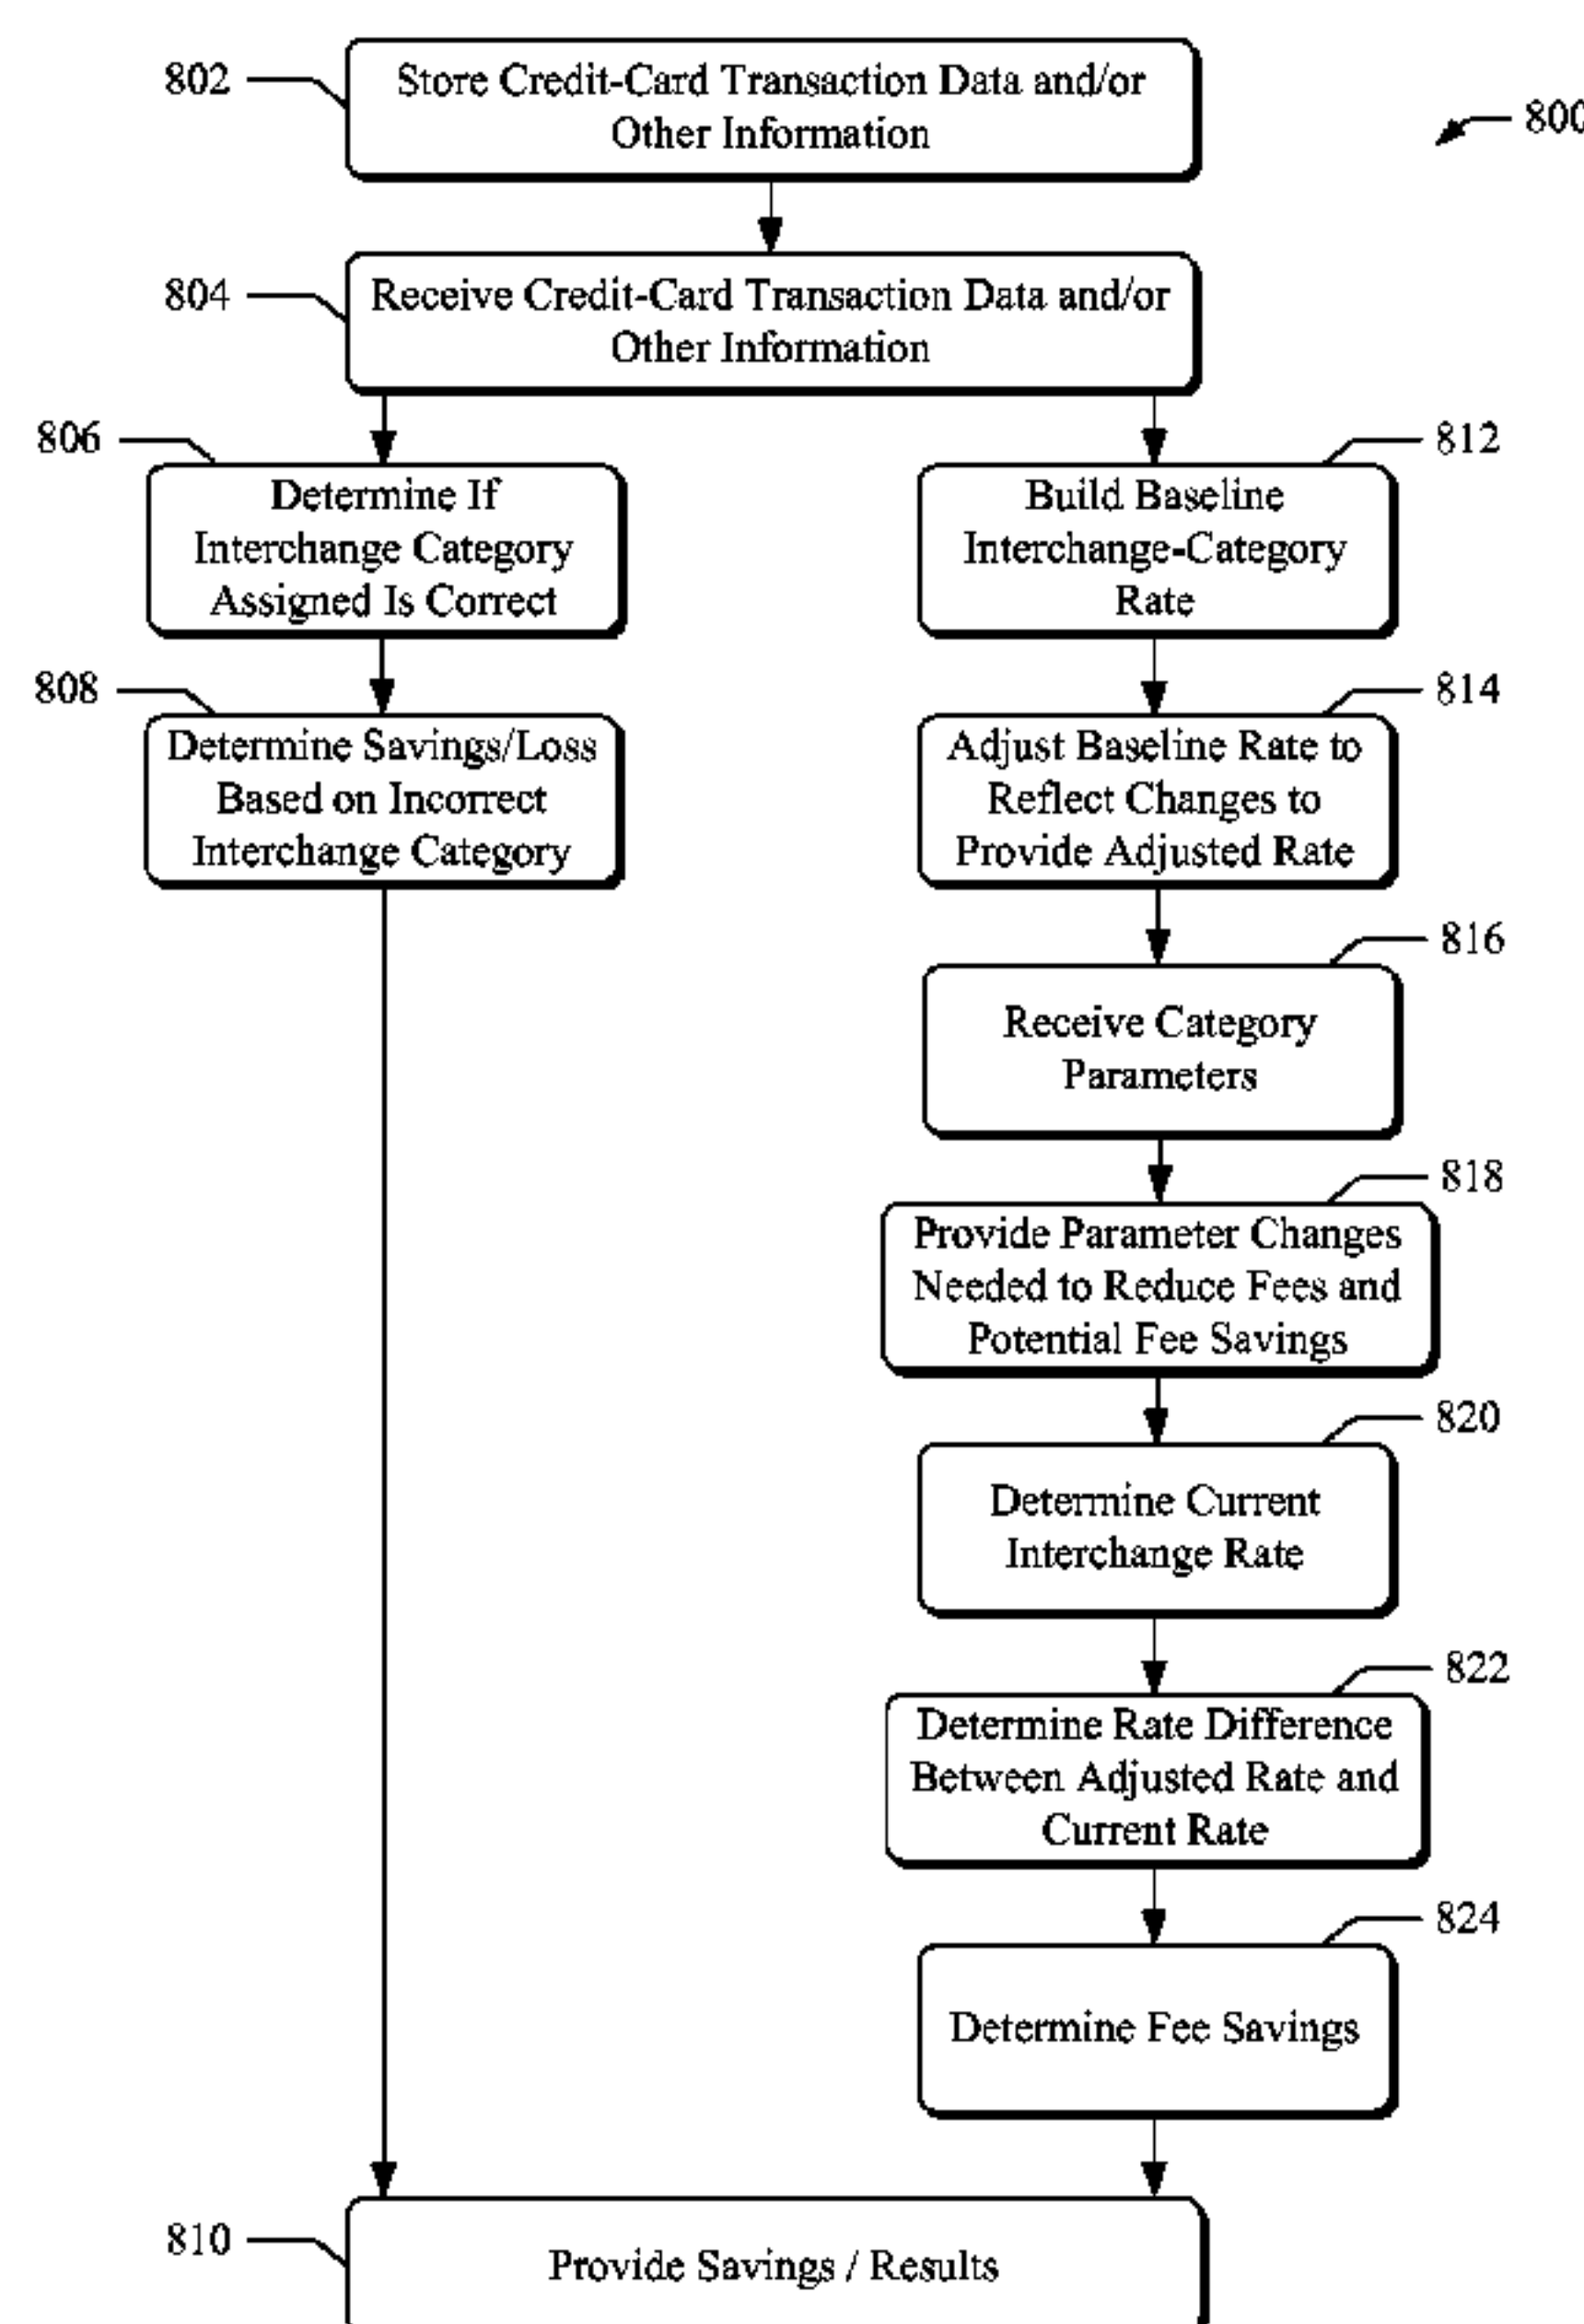 802
Store Credit-Card Transaction Data and/or
Other Information
800
804
Receive Credit-Card Transaction Data and/or
Other Information
806
Determine If
Interchange Category
Assigned Is Correct
812
Build Baseline
Interchange-Category
Rate
808
Determine Savings/Loss
Based on Incorrect
Interchange Category
814
Adjust Baseline Rate to
Reflect Changes to
Provide Adjusted Rate
816
Receive Category
Parameters
818
Provide Parameter Changes
Needed to Reduce Fees and
Potential Fee Savings
820
Determine Current
Interchange Rate
822
Determine Rate Difference
Between Adjusted Rate and
Current Rate
824
Determine Fee Savings
810
Provide Savings / Results